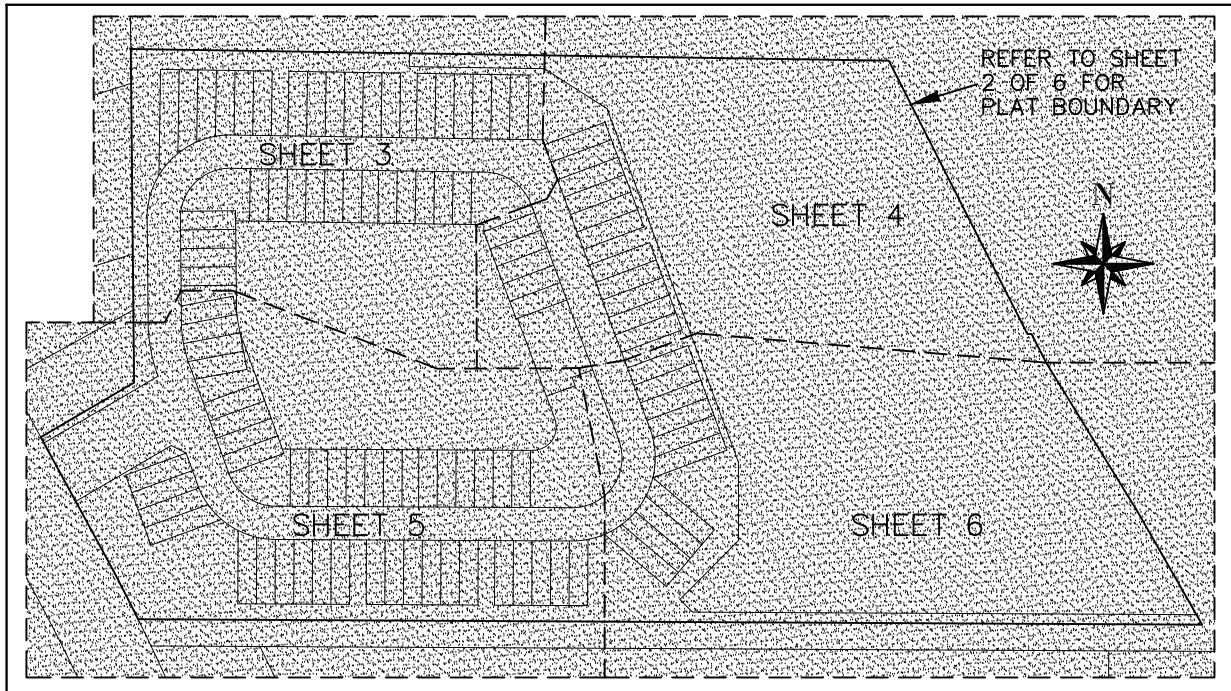 REFER TO SHEET
2 OF 6 FOR
PLAT BOUNDARY
SHEET 3
N
SHEET 4
SHEET 5
SHEET 6